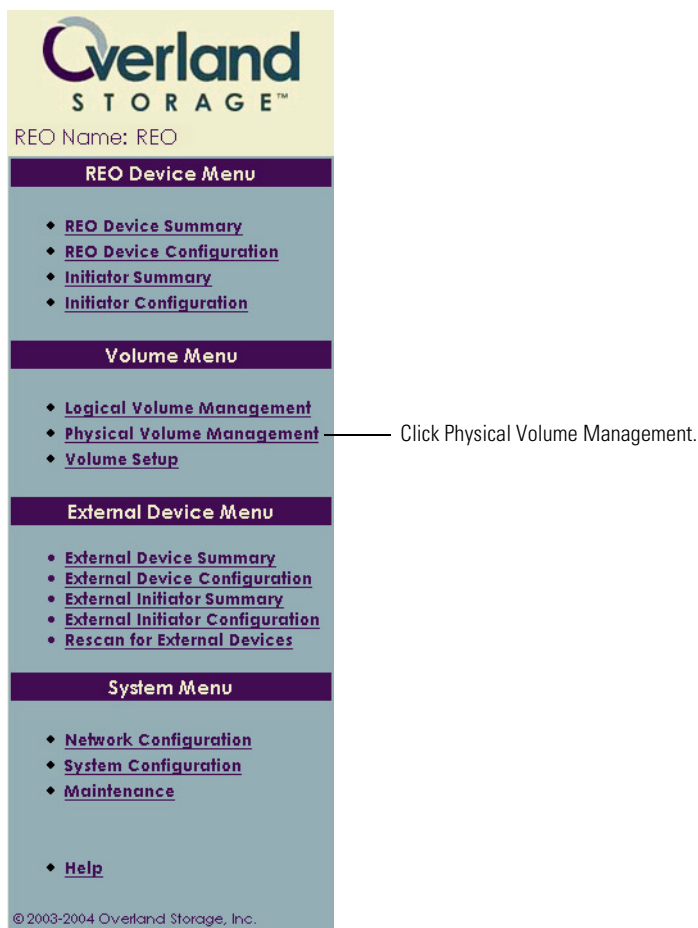 Overland
STORAGE™
REO Name: REO
REO Device Menu
REO Device Summary
REO Device Configuration
Initiator Summary
Initiator Configuration
Volume Menu
Logical Volume Management
Physical Volume Management
Click Physical Volume Management.
Volume Setup
External Device Menu
External Device Summary
External Device Configuration
External Initiator Summary
External Initiator Configuration
Rescan for External Devices
System Menu
Network Configuration
System Configuration
Maintenance
Help
© 2003-2004 Overland Storage, Inc.